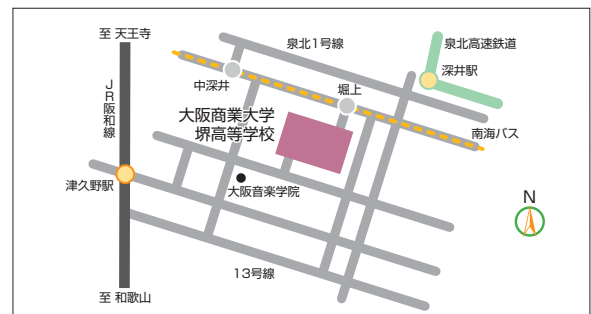 至 天王寺
泉北1号線
泉北高速鉄道
深井駅
中深井
堀上
JR阪和線
大阪商業大学
堺高等学校
南海バス
津久野駅
大阪音楽学院
N
13号線
至 和歌山